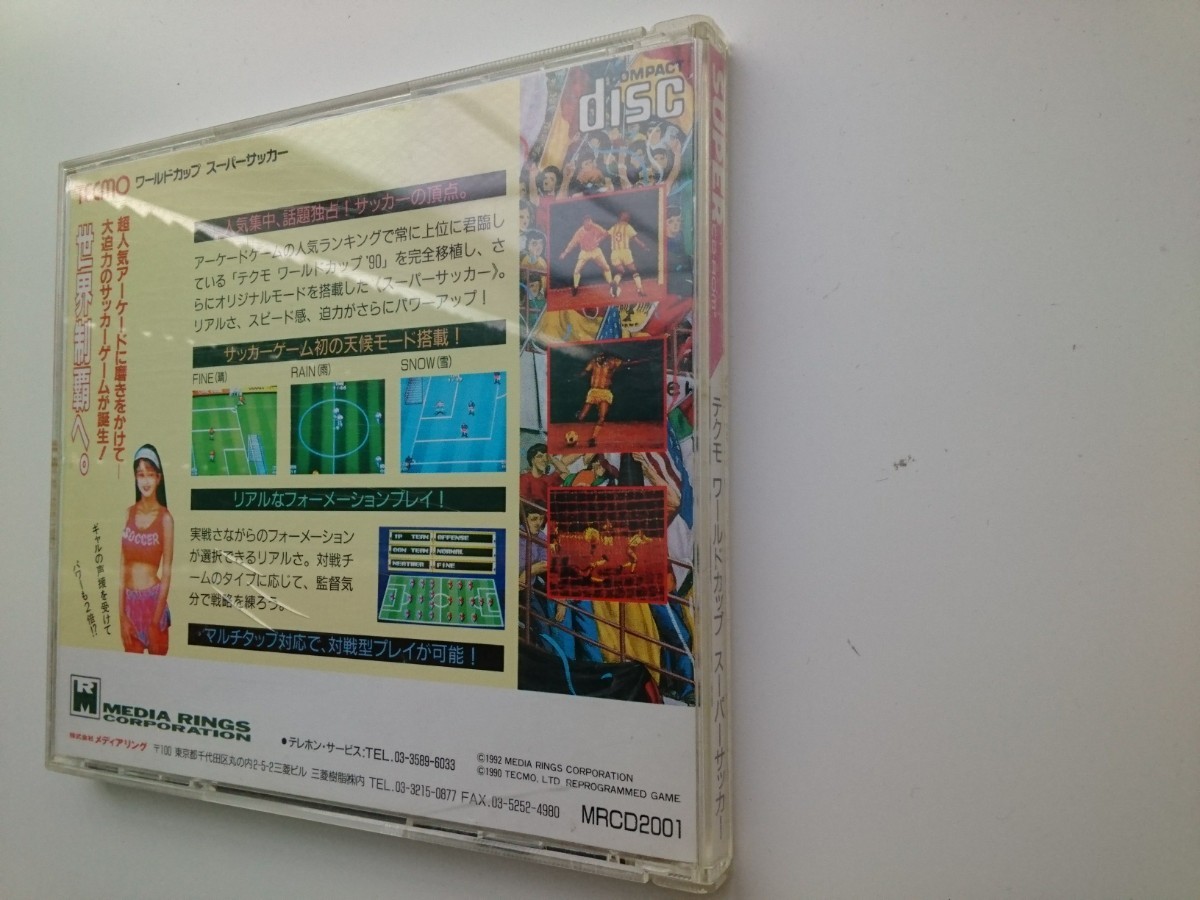 COMPACT
disc
TECMO ワールドカップ スーパーサッカー
超人気アーケードに磨きをかけて—
大迫力のサッカーゲームが誕生!
世界制覇へ。
人気集中、話題独占!サッカーの頂点。
アーケードゲームの人気ランキングで常に上位に君臨し
ている「テクモ ワールドカップ'90」を完全移植し、さ
らにオリジナルモードを搭載した《スーパーサッカー》。
リアルさ、スピード感、迫力がさらにパワーアップ!
サッカーゲーム初の天候モード搭載!
FINE(晴) RAIN(雨) SNOW(雪)
リアルなフォーメーションプレイ!
実戦さながらのフォーメーション
が選択できるリアルさ。対戦チ
ームのタイプに応じて、監督気
分で戦略を練ろう。
1P TEAM OFFENSE
COM TEAM NORMAL
WEATHER FINE
SOCCER
ギャルの声援を受けて
パワーも2倍!?
マルチタップ対応で、対戦型プレイが可能!
RM
MEDIA RINGS
CORPORATION
株式会社 メディアリング 〒100 東京都千代田区丸の内2-5-2三菱ビル 三菱樹脂㈱内 TEL.03-3215-0877 FAX.03-5252-4980
●テレホン・サービス:TEL.03-3589-6033
©1992 MEDIA RINGS CORPORATION
©1990 TECMO. LTD. REPROGRAMMED GAME
MRCD2001
テクモ ワールドカップ スーパーサッカー